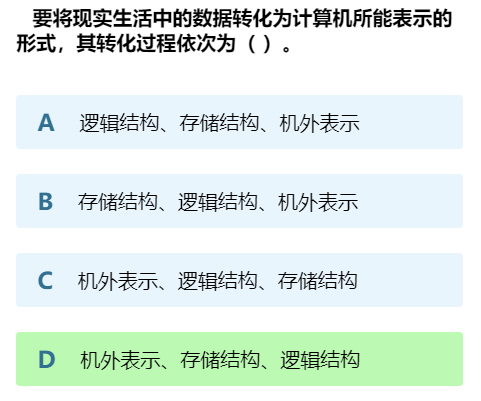 要将现实生活中的数据转化为计算机所能表示的
形式，其转化过程依次为（ ）。
A 逻辑结构、存储结构、机外表示
B 存储结构、逻辑结构、机外表示
C 机外表示、逻辑结构、存储结构
D 机外表示、存储结构、逻辑结构